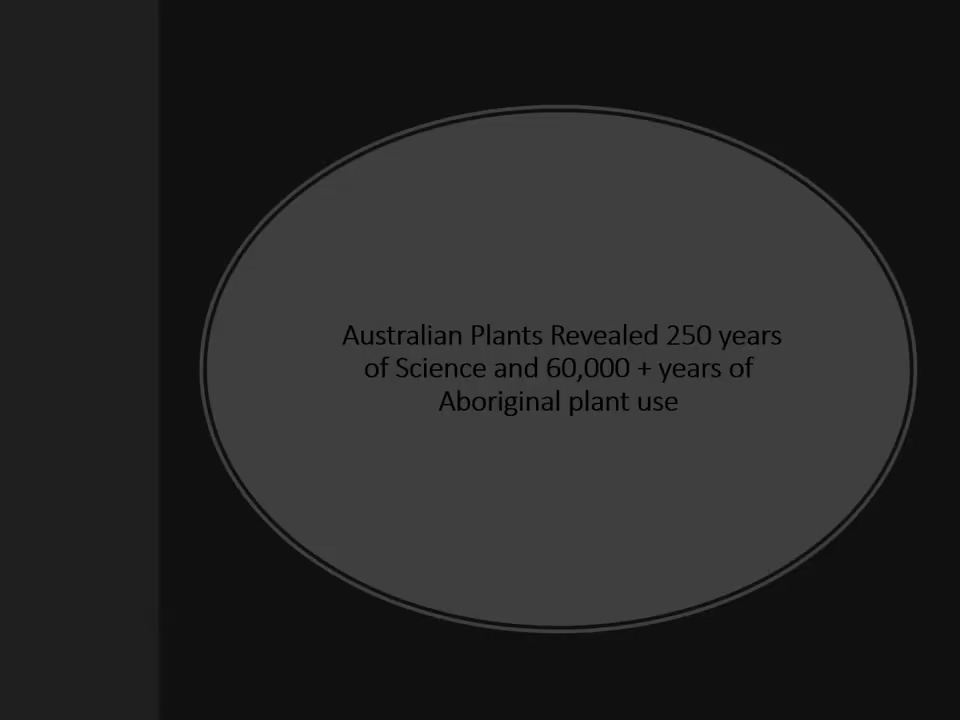 Australian Plants Revealed 250 years
of Science and 60,000 + years of
Aboriginal plant use